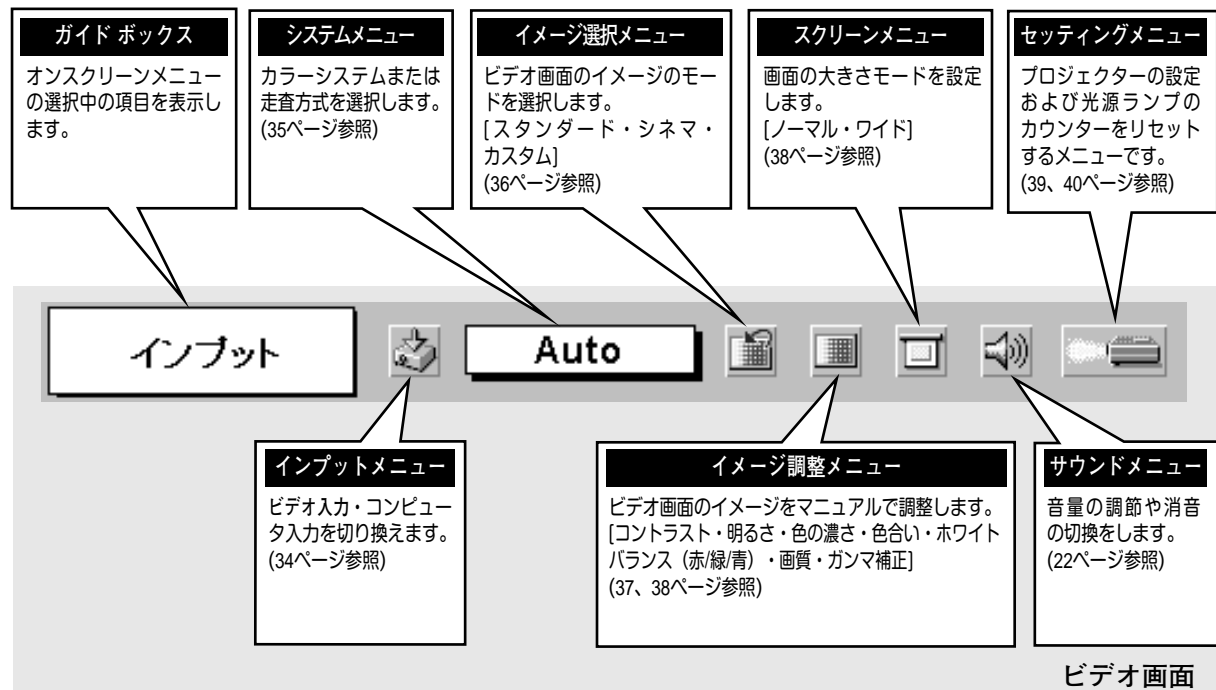 ガイド ボックス
オンスクリーンメニュー
の選択中の項目を表示し
ます。
システムメニュー
カラーシステムまたは
走査方式を選択します。
(35ページ参照)
イメージ選択メニュー
ビデオ画面のイメージのモー
ドを選択します。
[スタンダード・シネマ・
カスタム]
(36ページ参照)
スクリーンメニュー
画面の大きさモードを設定
します。
[ノーマル・ワイド]
(38ページ参照)
セッティングメニュー
プロジェクターの設定
および光源ランプの
カウンターをリセット
するメニューです。
(39、40ページ参照)
インプット
Auto
インプットメニュー
ビデオ入力・コンピュー
タ入力を切り換えます。
(34ページ参照)
イメージ調整メニュー
ビデオ画面のイメージをマニュアルで調整します。
[コントラスト・明るさ・色の濃さ・色合い・ホワイト
バランス（赤/緑/青）・画質・ガンマ補正]
(37、38ページ参照)
サウンドメニュー
音量の調節や消音
の切換をします。
(22ページ参照)
ビデオ画面